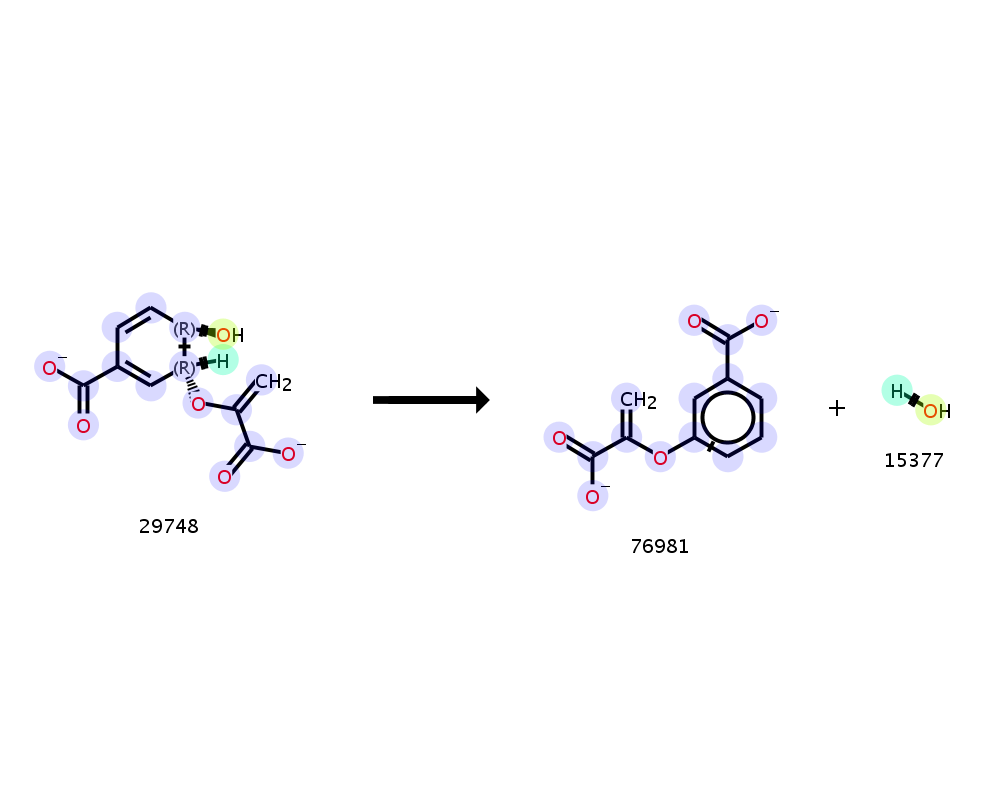 O O⁻
(R) OH
H
O⁻ (R) H
CH₂ CH₂
O O O
O⁻ O OH
O O 15377
O⁻
29748
76981
+